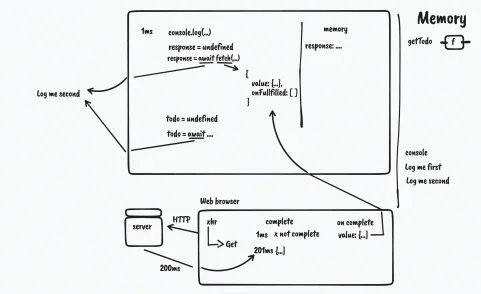 Memory
getTodo
f
1ms
console.log(...)
memory
response = undefined
response: ....
response = await fetch(...)
{
value: {...},
onFullfilled: [ ]
}
Log me second
todo = undefined
todo = await ....
console
Log me first
Log me second
Web browser
server
HTTP
xhr
complete
on complete
1ms x not complete
value: {...}
Get
201ms {...}
200ms